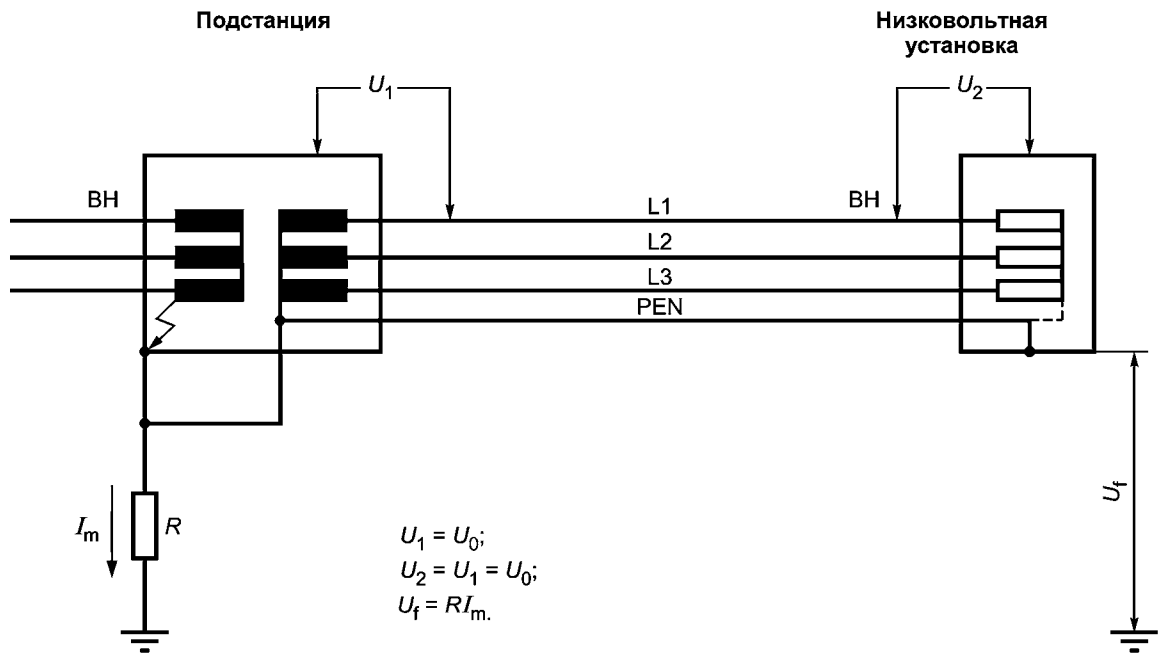 Подстанция
Низковольтная
установка
U1
U2
ВН
L1
ВН
L2
L3
PEN
Uf
Im
R
U1 = U0;
U2 = U1 = U0;
Uf = RIm.